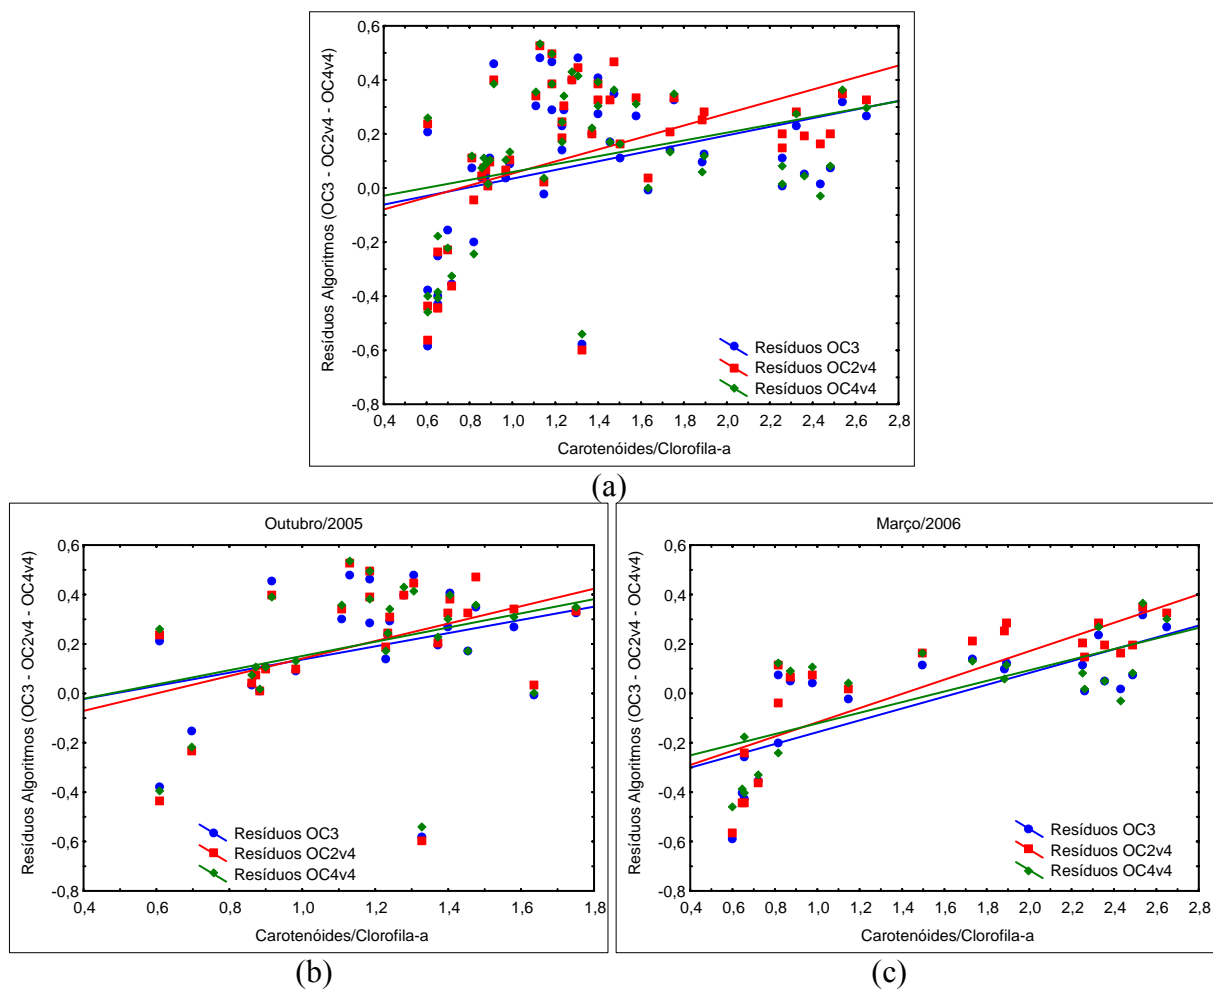 Resíduos Algoritmos (OC3 - OC2v4 - OC4v4)
0,6
0,4
0,2
0,0
-0,2
-0,4
-0,6
-0,8
Resíduos OC3
Resíduos OC2v4
Resíduos OC4v4
0,4 0,6 0,8 1,0 1,2 1,4 1,6 1,8 2,0 2,2 2,4 2,6 2,8
Carotenóides/Clorofila-a
(a)
Outubro/2005
Resíduos Algoritmos (OC3 - OC2v4 - OC4v4)
0,6
0,4
0,2
0,0
-0,2
-0,4
-0,6
-0,8
Resíduos OC3
Resíduos OC2v4
Resíduos OC4v4
0,4 0,6 0,8 1,0 1,2 1,4 1,6 1,8
Carotenóides/Clorofila-a
(b)
Março/2006
Resíduos Algoritmos (OC3 - OC2v4 - OC4v4)
0,6
0,4
0,2
0,0
-0,2
-0,4
-0,6
-0,8
Resíduos OC3
Resíduos OC2v4
Resíduos OC4v4
0,4 0,6 0,8 1,0 1,2 1,4 1,6 1,8 2,0 2,2 2,4 2,6 2,8
Carotenóides/Clorofila-a
(c)